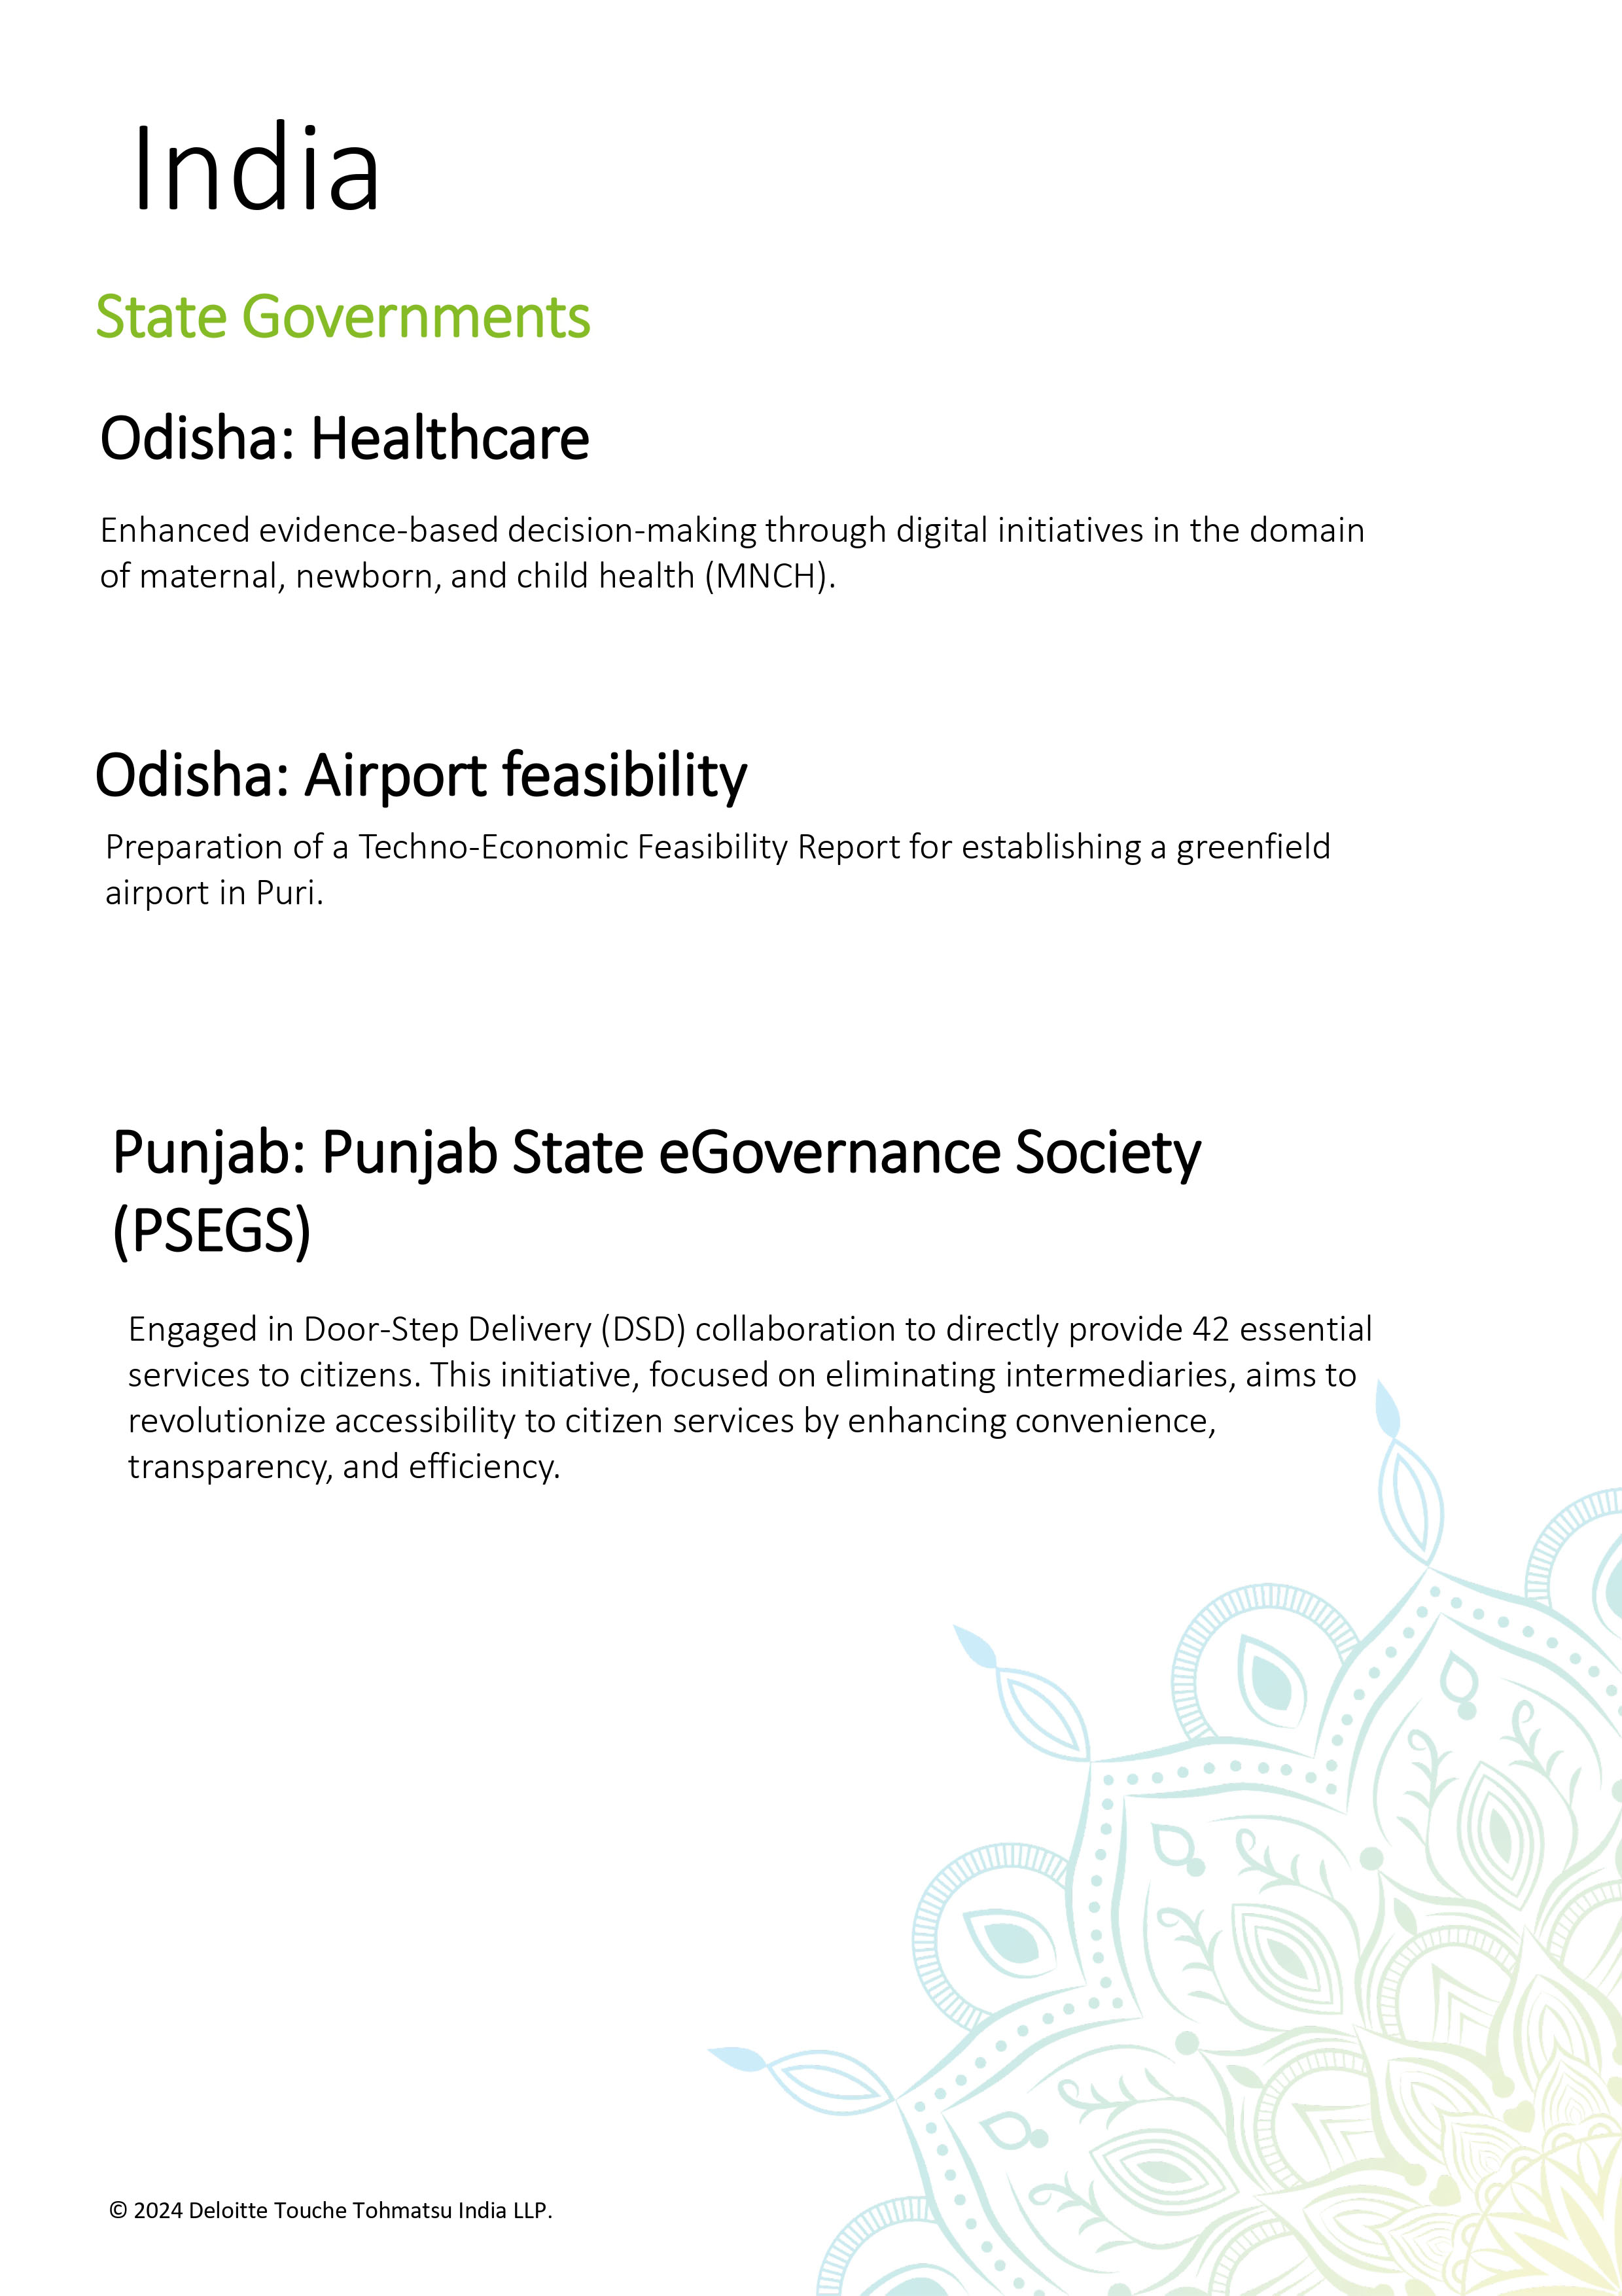 India
State Governments
Odisha: Healthcare
Enhanced evidence-based decision-making through digital initiatives in the domain
of maternal, newborn, and child health (MNCH).
Odisha: Airport feasibility
Preparation of a Techno-Economic Feasibility Report for establishing a greenfield
airport in Puri.
Punjab: Punjab State eGovernance Society
(PSEGS)
Engaged in Door-Step Delivery (DSD) collaboration to directly provide 42 essential
services to citizens. This initiative, focused on eliminating intermediaries, aims to
revolutionize accessibility to citizen services by enhancing convenience,
transparency, and efficiency.
© 2024 Deloitte Touche Tohmatsu India LLP.